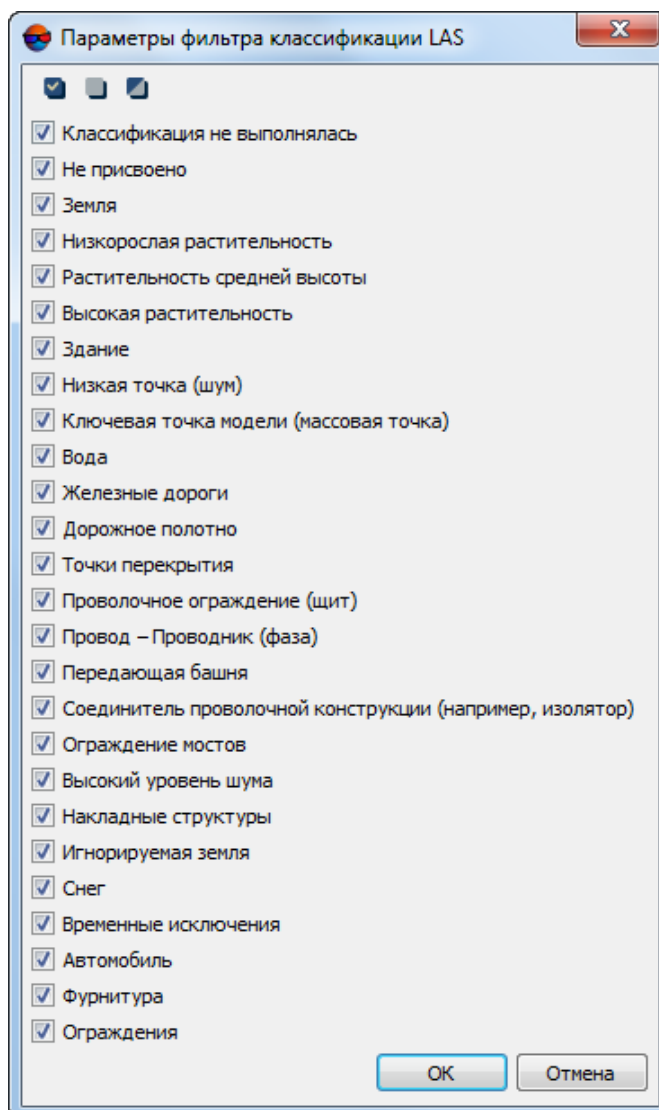 Параметры фильтра классификации LAS
Классификация не выполнялась
Не присвоено
Земля
Низкорослая растительность
Растительность средней высоты
Высокая растительность
Здание
Низкая точка (шум)
Ключевая точка модели (массовая точка)
Вода
Железные дороги
Дорожное полотно
Точки перекрытия
Проволочное ограждение (щит)
Провод – Проводник (фаза)
Передающая башня
Соединитель проволочной конструкции (например, изолятор)
Ограждение мостов
Высокий уровень шума
Накладные структуры
Игнорируемая земля
Снег
Временные исключения
Автомобиль
Фурнитура
Ограждения
ОК Отмена